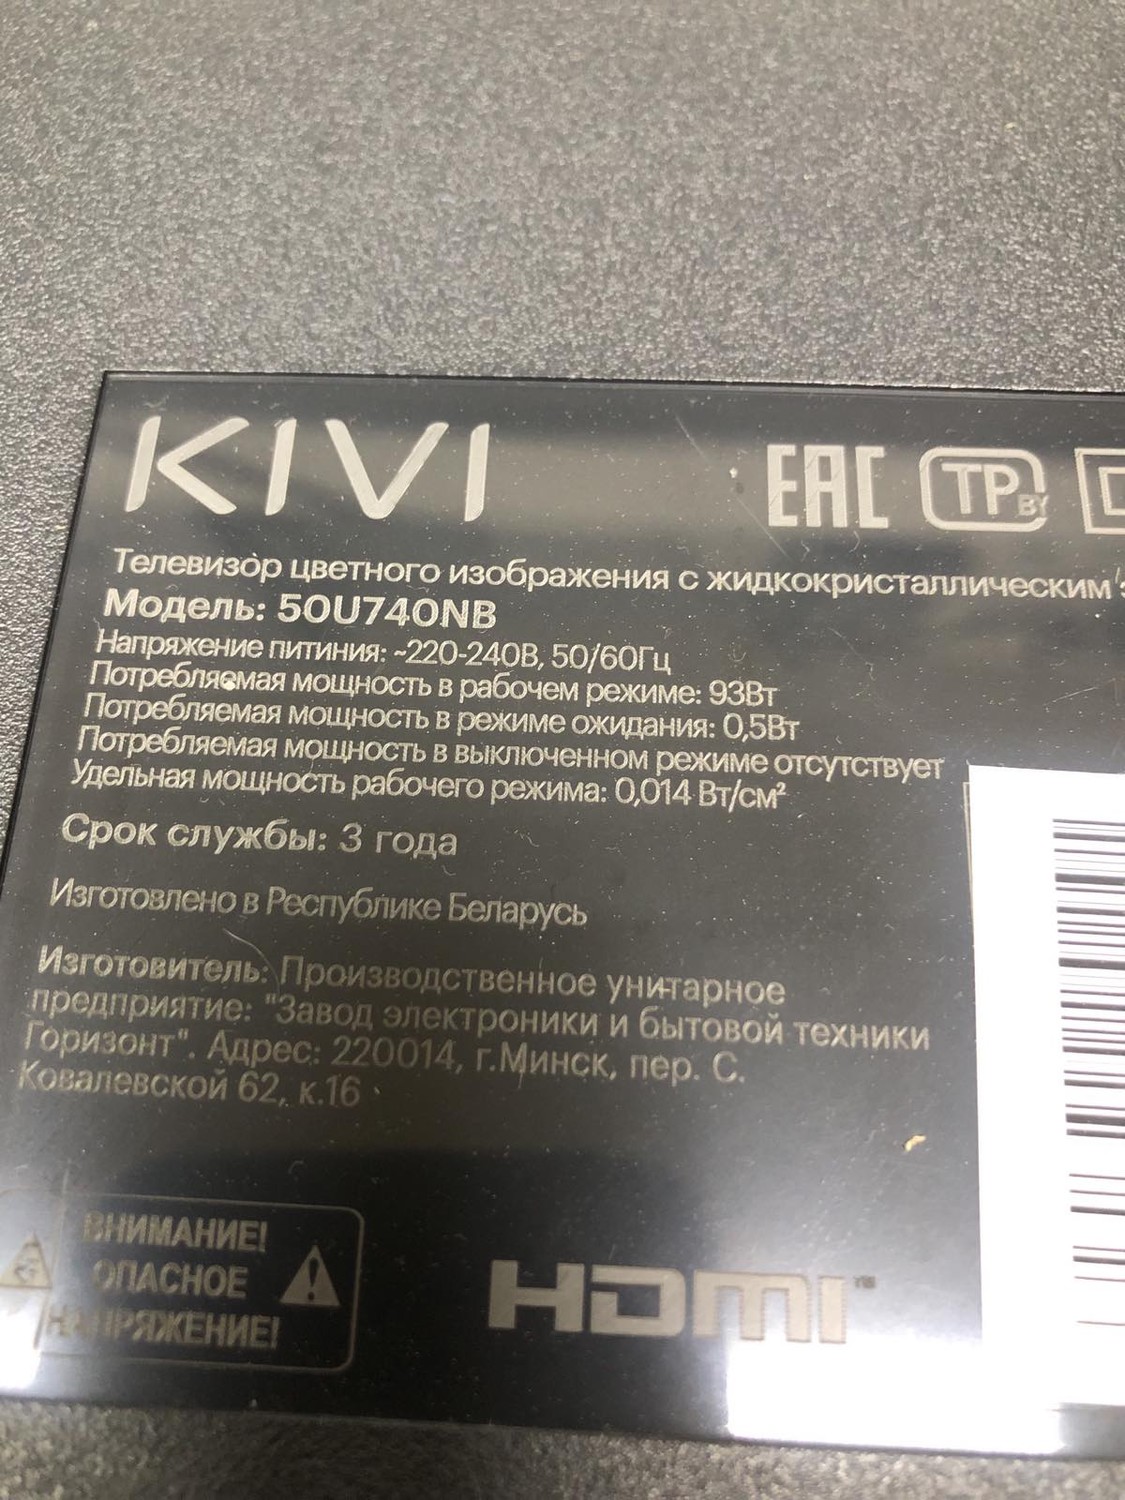 KIVI
EAC TP BY
Телевизор цветного изображения с жидкокристаллическим
Модель: 50U740NB
Напряжение питиния: ~220-240В, 50/60Гц
Потребляемая мощность в рабочем режиме: 93Вт
Потребляемая мощность в режиме ожидания: 0,5Вт
Потребляемая мощность в выключенном режиме отсутствует
Удельная мощность рабочего режима: 0,014 Вт/см²
Срок службы: 3 года
Изготовлено в Республике Беларусь
Изготовитель: Производственное унитарное
предприятие: "Завод электроники и бытовой техники
Горизонт". Адрес: 220014, г.Минск, пер. С.
Ковалевской 62, к.16
ВНИМАНИЕ!
ОПАСНОЕ
НАПРЯЖЕНИЕ!
HDMI™